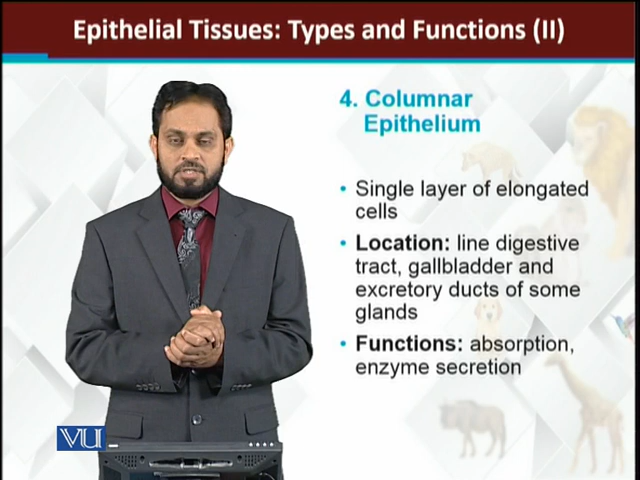 Epithelial Tissues: Types and Functions (II)
4. Columnar
Epithelium
• Single layer of elongated
cells
• Location: line digestive
tract, gallbladder and
excretory ducts of some
glands
• Functions: absorption,
enzyme secretion
VU